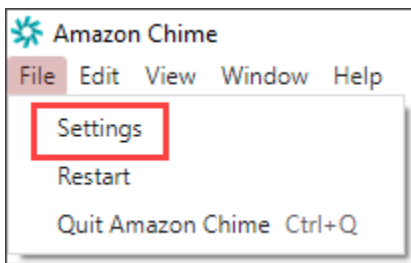 Amazon Chime
File Edit View Window Help
Settings
Restart
Quit Amazon Chime Ctrl+Q